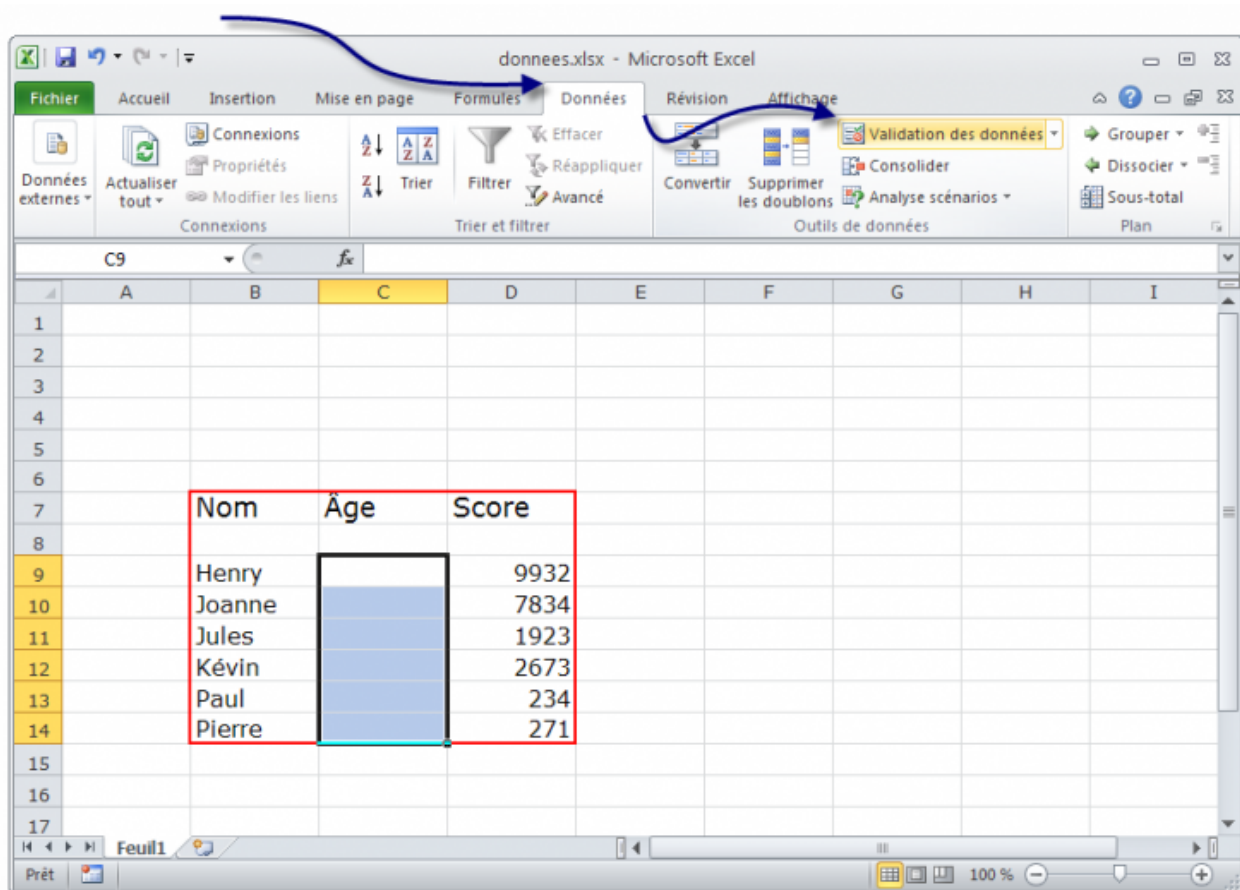 donnees.xlsx - Microsoft Excel
Fichier Accueil Insertion Mise en page Formules Données Révision Affichage
Connexions Effacer Validation des données Grouper
Propriétés Réappliquer Consolider Dissocier
Données externes Actualiser tout Modifier les liens Trier Filtrer Avancé Convertir Supprimer les doublons Analyse scénarios Sous-total
Connexions Trier et filtrer Outils de données Plan
C9 fx
A B C D E F G H I
1
2
3
4
5
6
7 Nom Âge Score
8
9 Henry 9932
10 Joanne 7834
11 Jules 1923
12 Kévin 2673
13 Paul 234
14 Pierre 271
15
16
17
Feuil1
Prêt 100 %